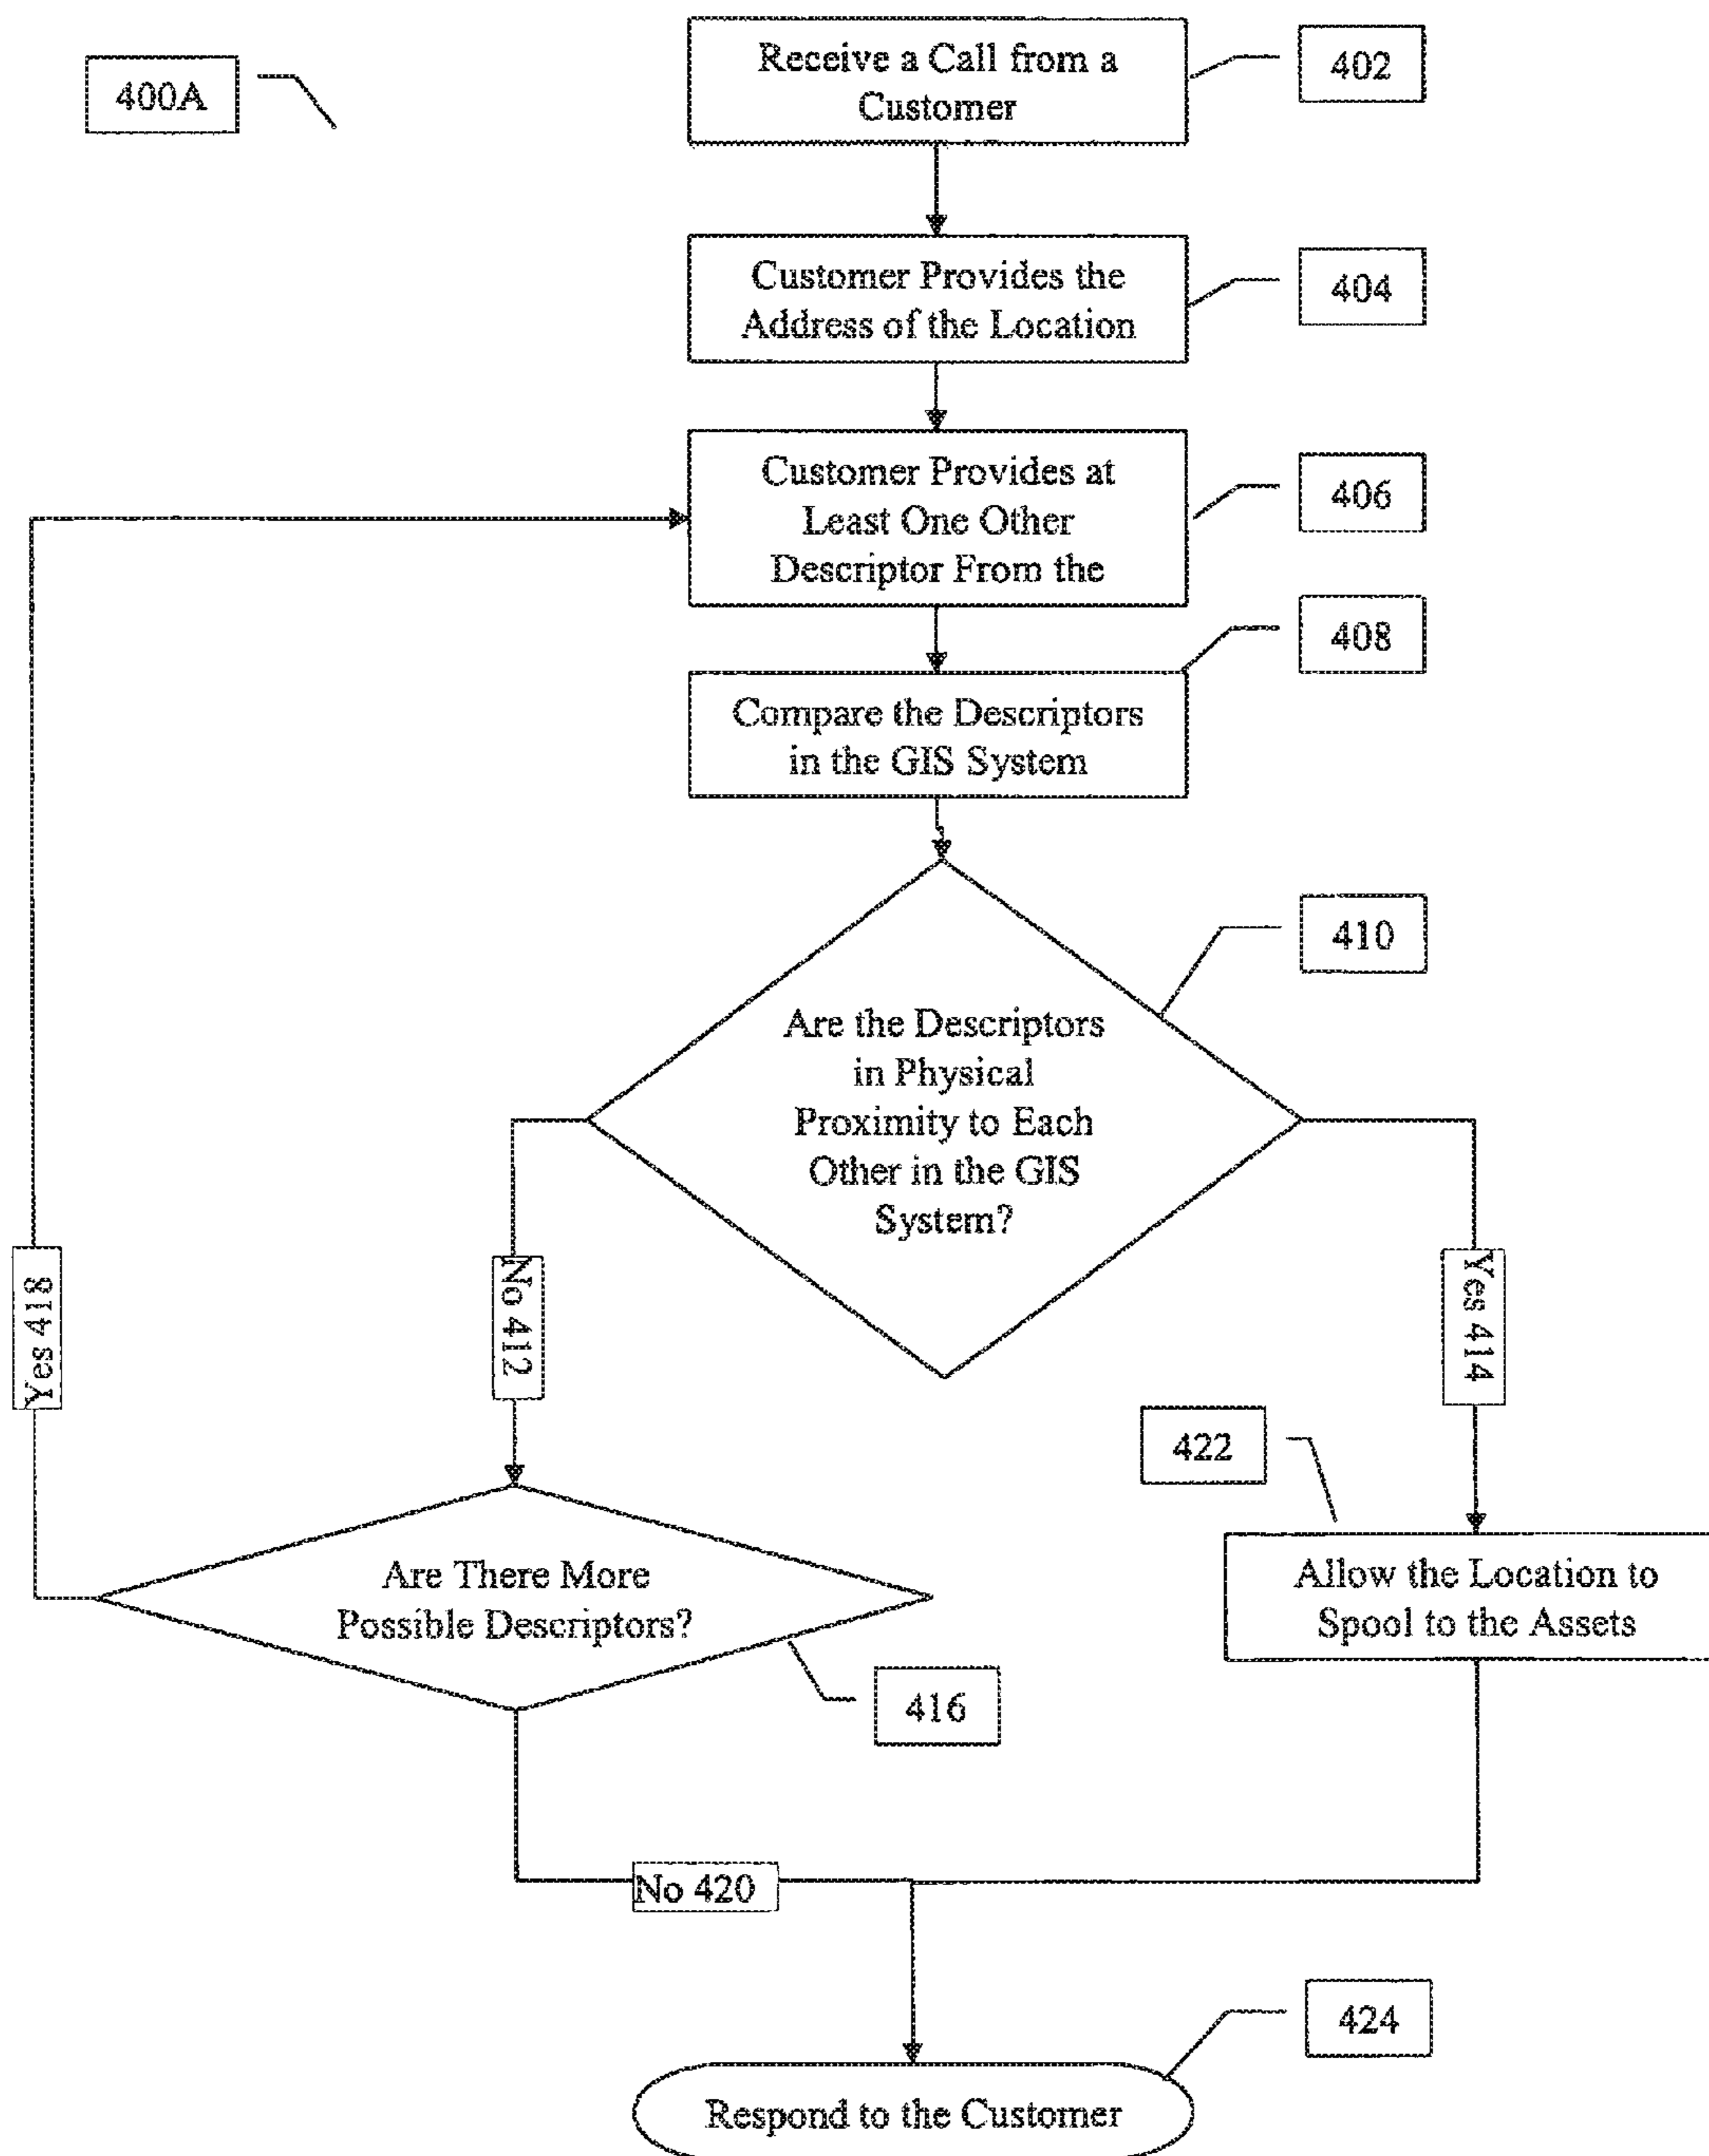 400A
Receive a Call from a
Customer
402
Customer Provides the
Address of the Location
404
Customer Provides at
Least One Other
Descriptor From the
406
408
Compare the Descriptors
in the GIS System
410
Are the Descriptors
in Physical
Proximity to Each
Other in the GIS
System?
Yes 418
No 412
Yes 414
422
Are There More
Possible Descriptors?
Allow the Location to
Spool to the Assets
416
No 420
424
Respond to the Customer